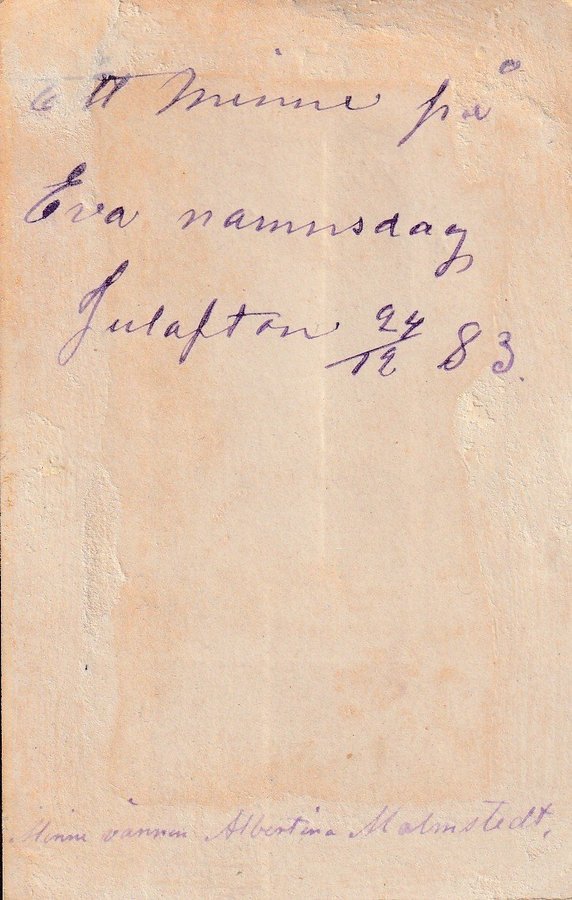 ett Minne på
Eva namnsdag
Julafton 24/12 83.
Minne vännen Albertina Malmstedt.